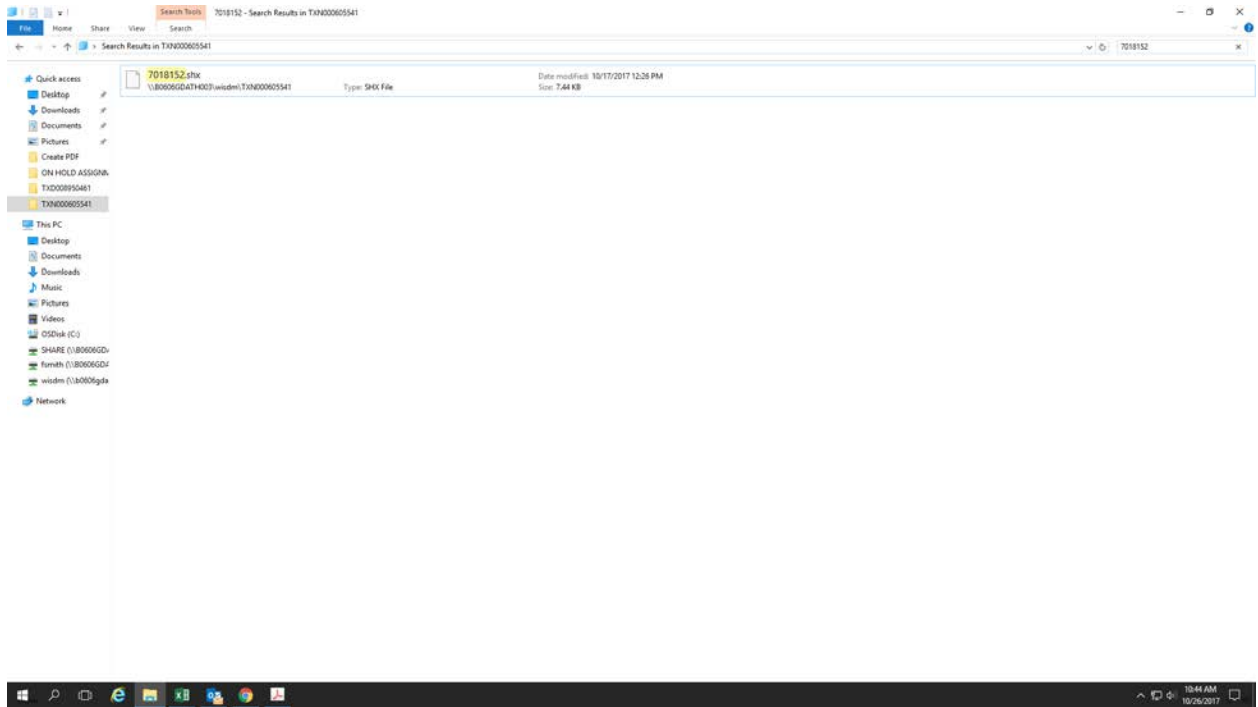 Search Tools 7018152 - Search Results in TXN000605541
File Home Share View Search
Search Results in TXN000605541
7018152
Quick access
Desktop
Downloads
Documents
Pictures
Create PDF
ON HOLD ASSIGNN
TXD008950461
TXN000605541
This PC
Desktop
Documents
Downloads
Music
Pictures
Videos
OSDisk (C:)
SHARE (\\B0606GD
fsmith (\\B0606GD
wisdm (\\b0606gda
Network
7018152.shx
\\B0606GDATH003\wisdm\TXN000605541
Type: SHX File
Date modified: 10/17/2017 12:26 PM
Size: 7.44 KB
10:44 AM
10/26/2017